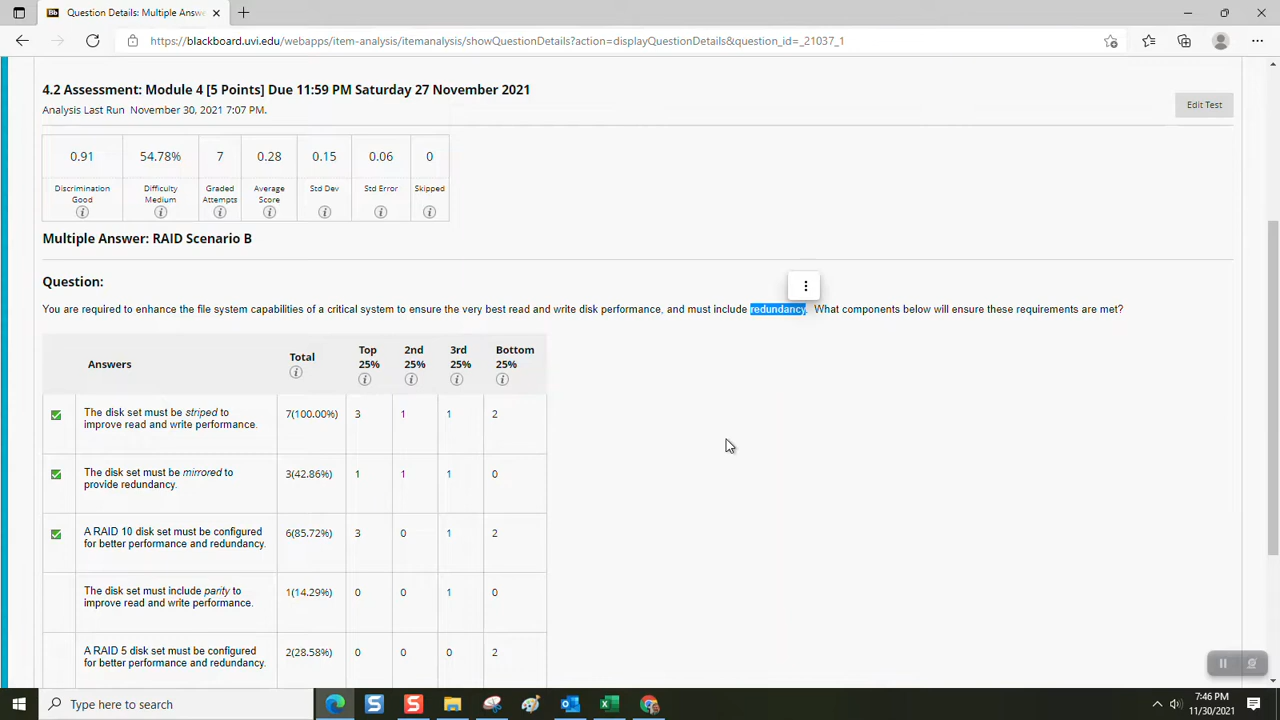 Question Details: Multiple Answ
https://blackboard.uvi.edu/webapps/item-analysis/itemanalysis/showQuestionDetails?action=displayQuestionDetails&question_id=_21037_1
4.2 Assessment: Module 4 [5 Points] Due 11:59 PM Saturday 27 November 2021
Analysis Last Run November 30, 2021 7:07 PM.
Edit Test
0.91 54.78% 7 0.28 0.15 0.06 0
Discrimination Good Difficulty Medium Graded Attempts Average Score Std Dev Std Error Skipped
Multiple Answer: RAID Scenario B
Question:
You are required to enhance the file system capabilities of a critical system to ensure the very best read and write disk performance, and must include redundancy. What components below will ensure these requirements are met?
Answers Total Top 25% 2nd 25% 3rd 25% Bottom 25%
The disk set must be striped to
improve read and write performance.
7(100.00%) 3 1 1 2
The disk set must be mirrored to
provide redundancy.
3(42.86%) 1 1 1 0
A RAID 10 disk set must be configured
for better performance and redundancy.
6(85.72%) 3 0 1 2
The disk set must include parity to
improve read and write performance.
1(14.29%) 0 0 1 0
A RAID 5 disk set must be configured
for better performance and redundancy.
2(28.58%) 0 0 0 2
Type here to search
7:46 PM
11/30/2021